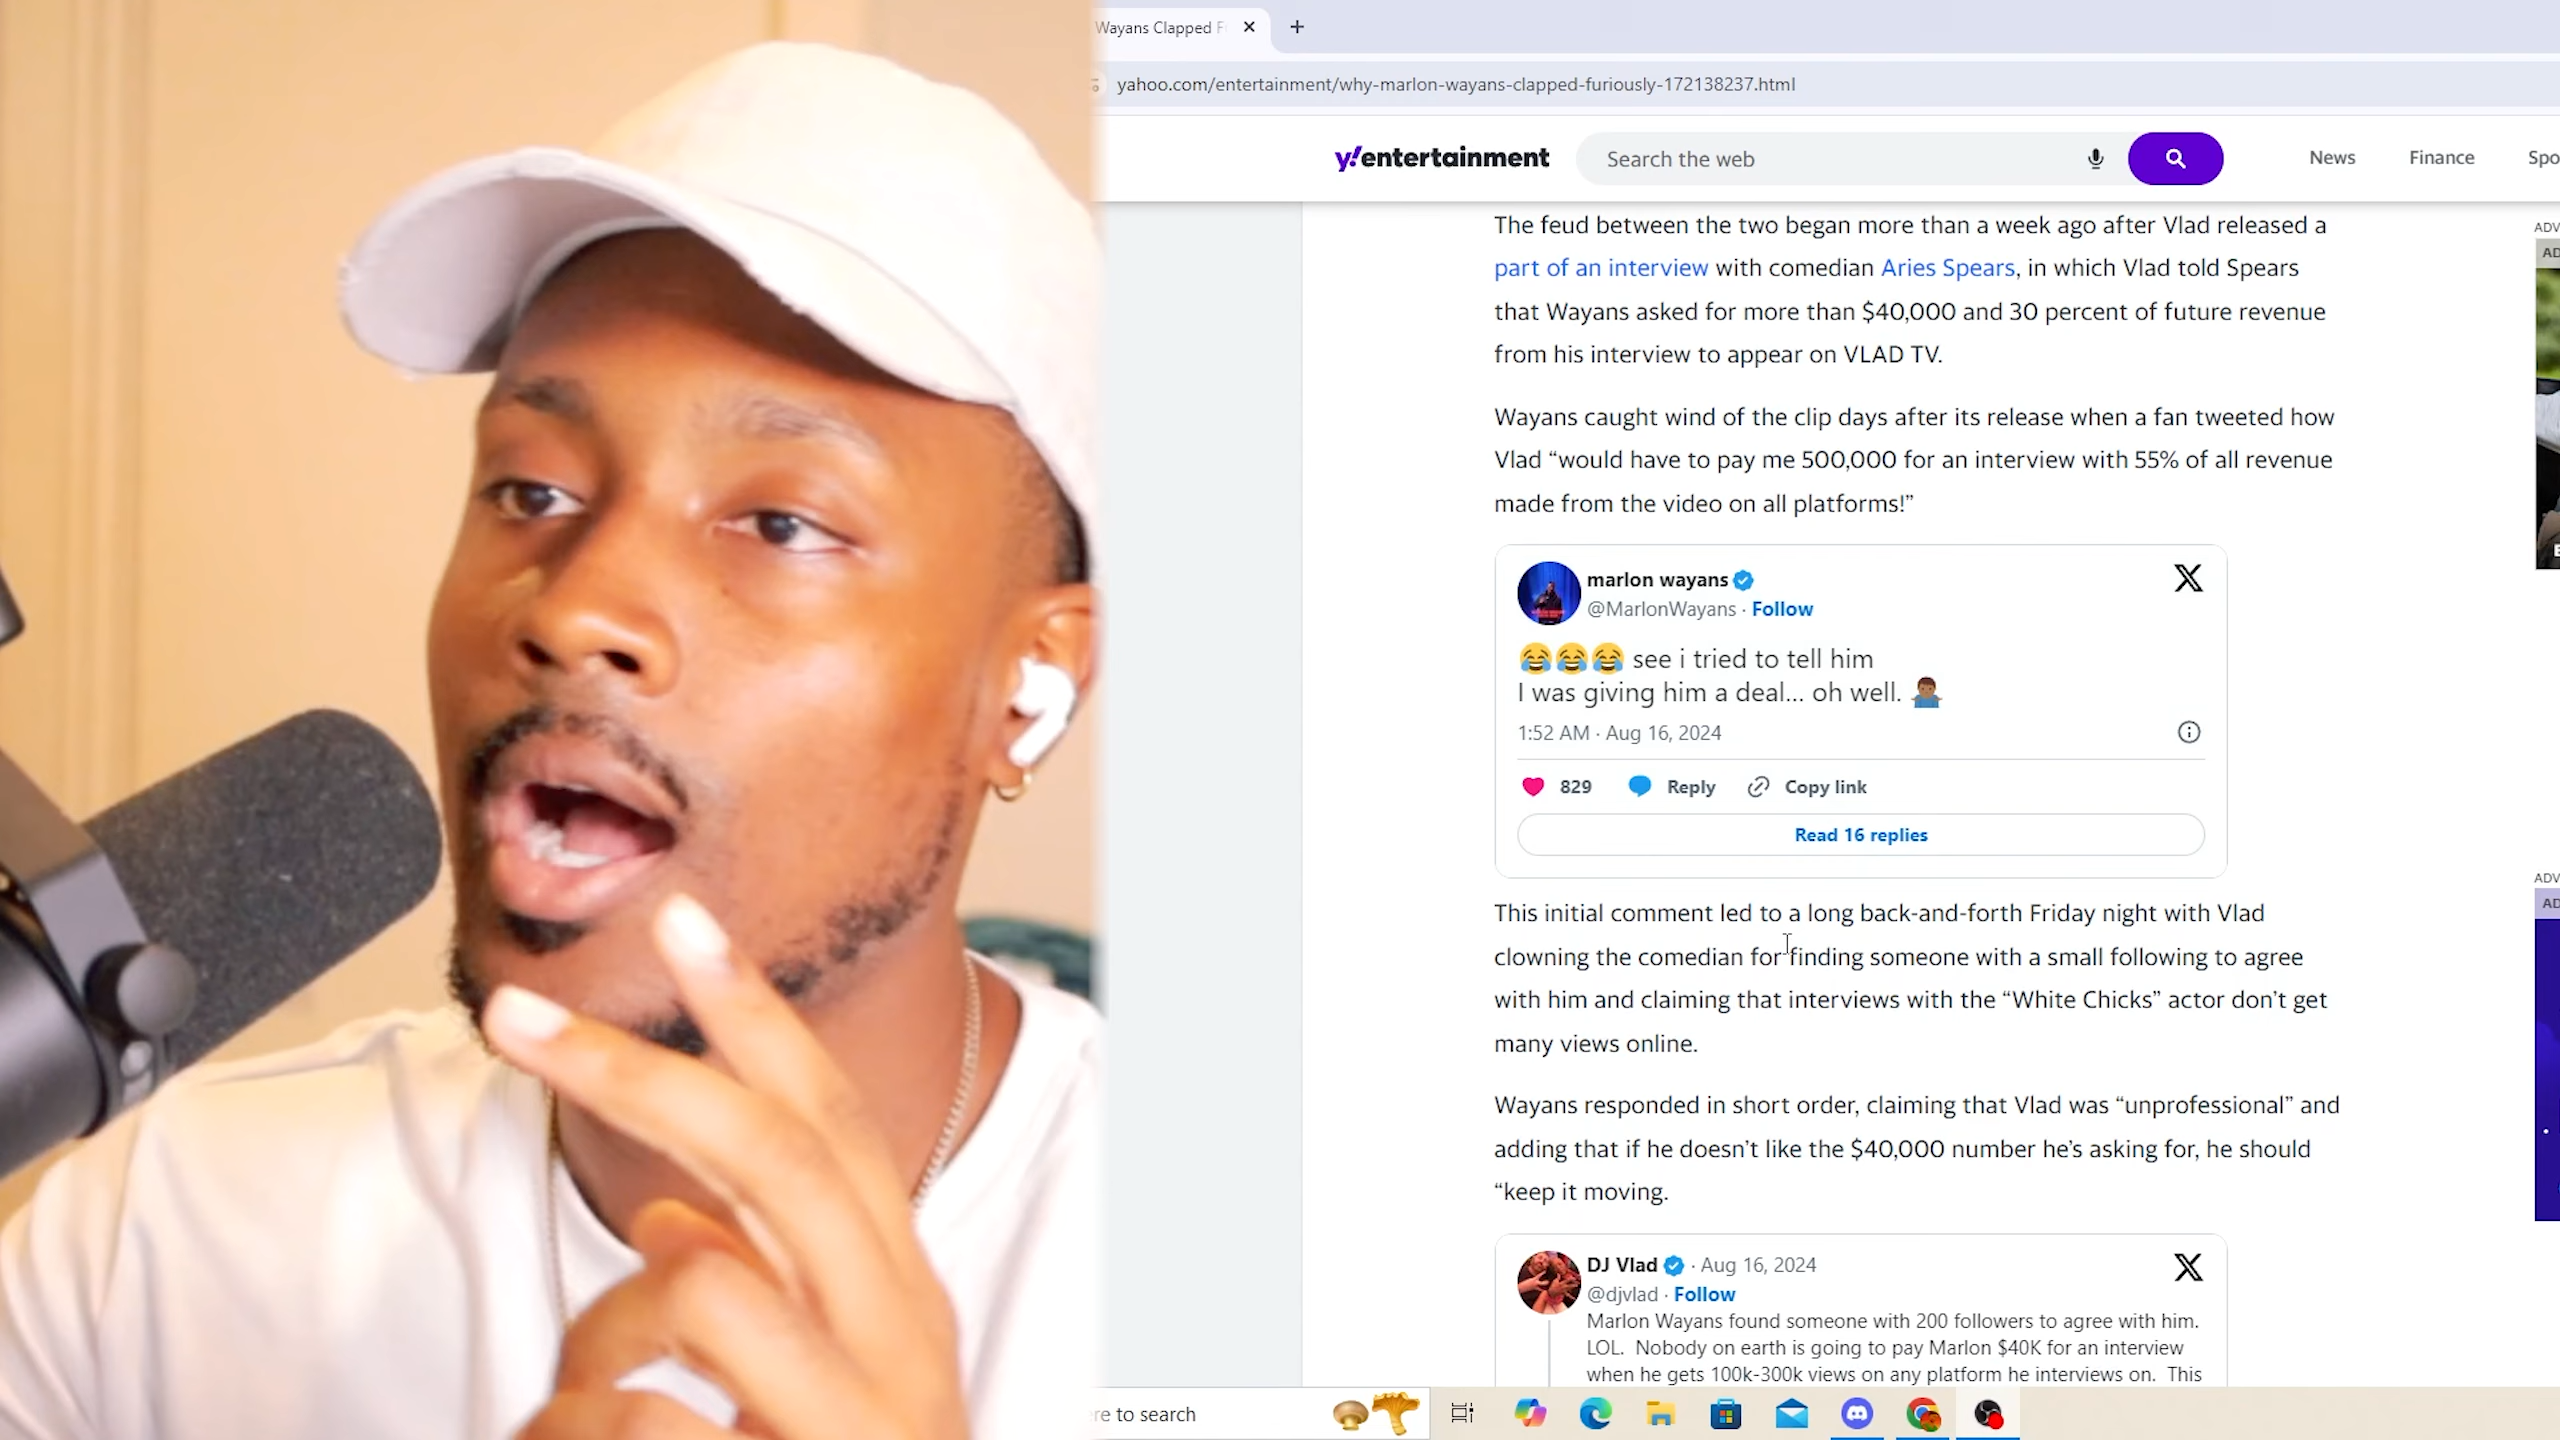 Wayans Clapped F
yahoo.com/entertainment/why-marlon-wayans-clapped-furiously-172138237.html
y!entertainment
Search the web
News
Finance
Spo
The feud between the two began more than a week ago after Vlad released a
part of an interview with comedian Aries Spears, in which Vlad told Spears
that Wayans asked for more than $40,000 and 30 percent of future revenue
from his interview to appear on VLAD TV.
Wayans caught wind of the clip days after its release when a fan tweeted how
Vlad “would have to pay me 500,000 for an interview with 55% of all revenue
made from the video on all platforms!”
marlon wayans
@MarlonWayans · Follow
😂😂😂 see i tried to tell him
I was giving him a deal... oh well. 🤷🏾‍♂️
1:52 AM · Aug 16, 2024
829 Reply Copy link
Read 16 replies
This initial comment led to a long back-and-forth Friday night with Vlad
clowning the comedian for finding someone with a small following to agree
with him and claiming that interviews with the “White Chicks” actor don’t get
many views online.
Wayans responded in short order, claiming that Vlad was “unprofessional” and
adding that if he doesn’t like the $40,000 number he’s asking for, he should
“keep it moving.
DJ Vlad · Aug 16, 2024
@djvlad · Follow
Marlon Wayans found someone with 200 followers to agree with him.
LOL. Nobody on earth is going to pay Marlon $40K for an interview
when he gets 100k-300k views on any platform he interviews on. This
ADV
AD
ADV
AD
re to search